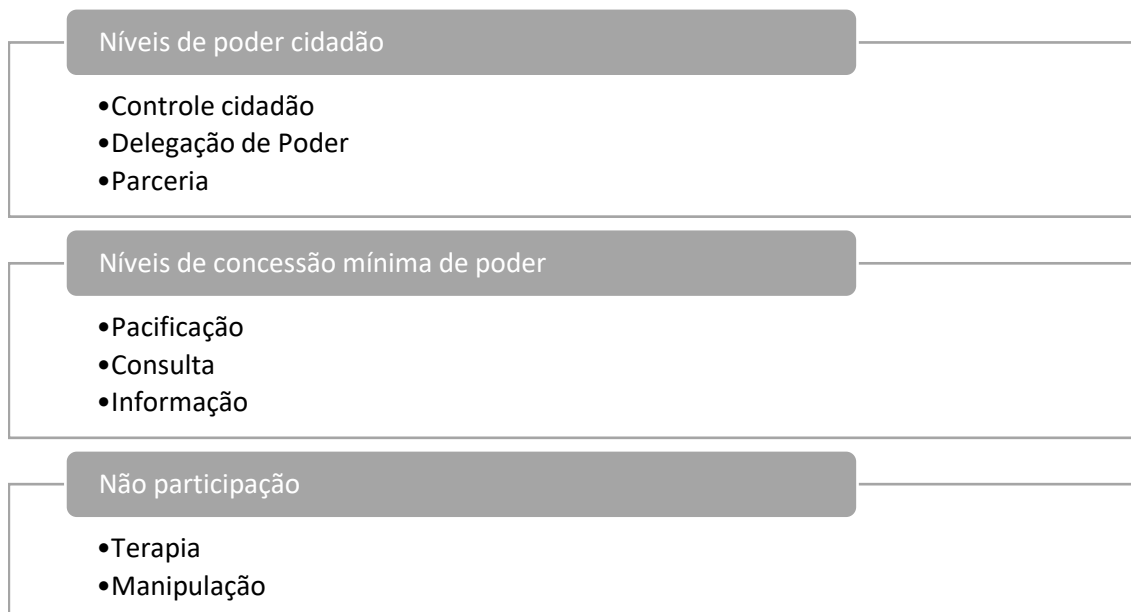 Níveis de poder cidadão
•Controle cidadão
•Delegação de Poder
•Parceria
Níveis de concessão mínima de poder
•Pacificação
•Consulta
•Informação
Não participação
•Terapia
•Manipulação